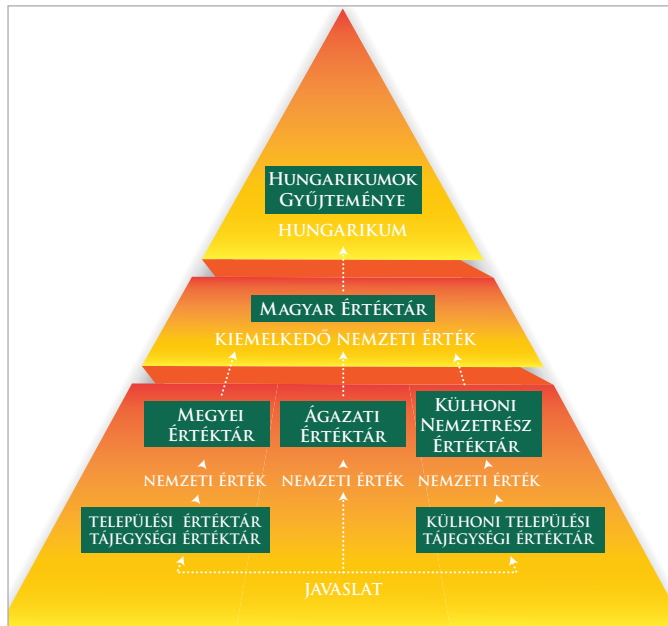 HUNGARIKUMOK
GYŰJTEMÉNYE
HUNGARIKUM
MAGYAR ÉRTÉKTÁR
KIEMELKEDŐ NEMZETI ÉRTÉK
MEGYEI
ÉRTÉKTÁR
ÁGAZATI
ÉRTÉKTÁR
KÜLHONI
NEMZETRÉSZ
ÉRTÉKTÁR
NEMZETI ÉRTÉK
NEMZETI ÉRTÉK
NEMZETI ÉRTÉK
TELEPÜLÉSI ÉRTÉKTÁR
TÁJEGYSÉGI ÉRTÉKTÁR
KÜLHONI TELEPÜLÉSI
TÁJEGYSÉGI ÉRTÉKTÁR
JAVASLAT